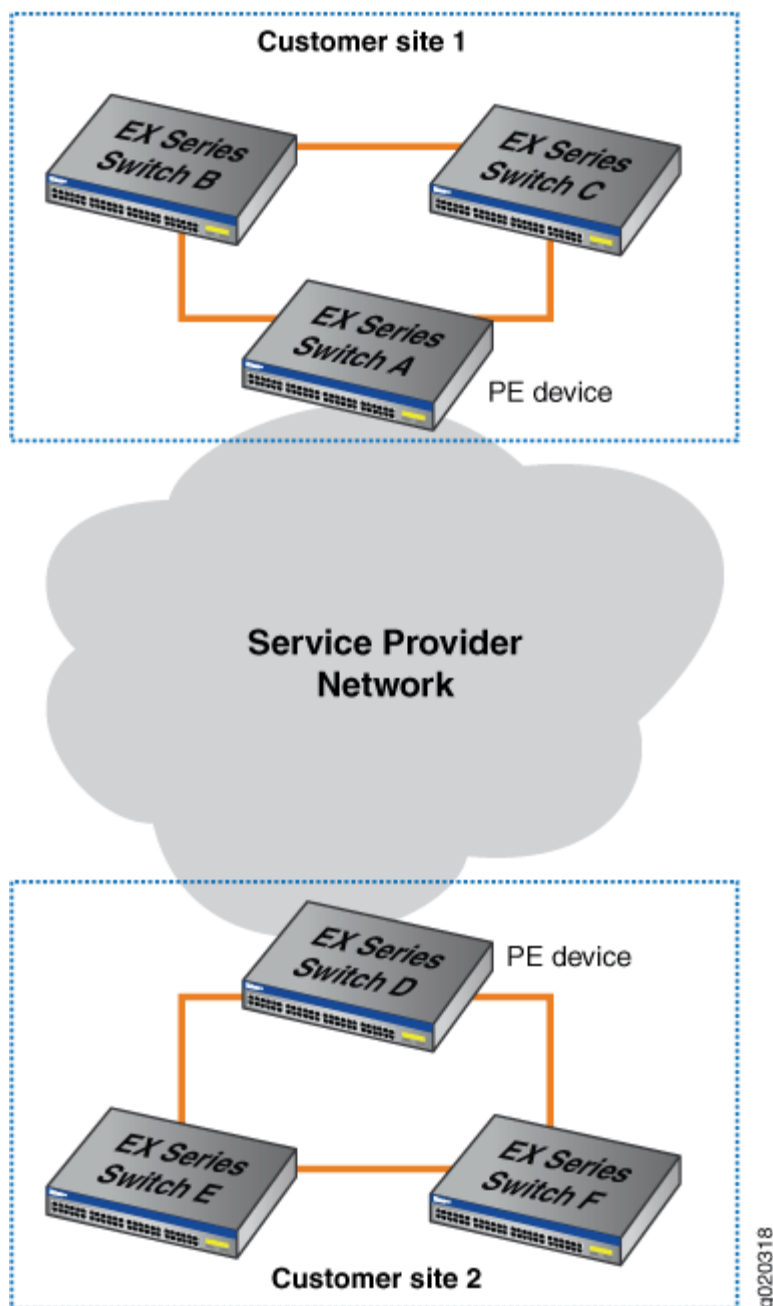 Customer site 1
EX Series
Switch B
EX Series
Switch C
EX Series
Switch A
PE device
Service Provider
Network
EX Series
Switch D
PE device
EX Series
Switch E
EX Series
Switch F
Customer site 2
g020318